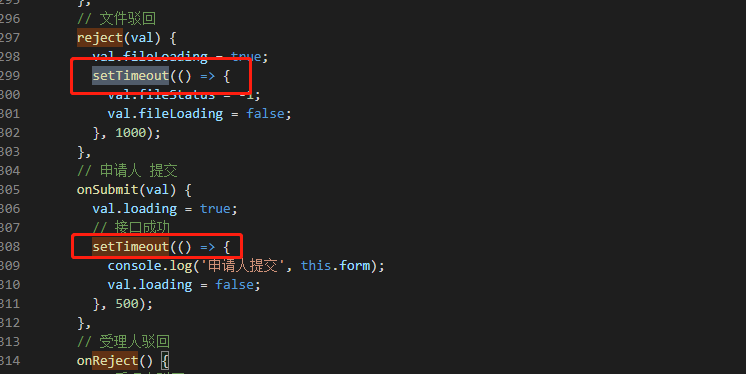 295 },
296 // 文件驳回
297 reject(val) {
298 val.fileLoading = true;
299 setTimeout(() => {
300 val.fileStatus = -1;
301 val.fileLoading = false;
302 }, 1000);
303 },
304 // 申请人 提交
305 onSubmit(val) {
306 val.loading = true;
307 // 接口成功
308 setTimeout(() => {
309 console.log('申请人提交', this.form);
310 val.loading = false;
311 }, 500);
312 },
313 // 受理人驳回
314 onReject() {